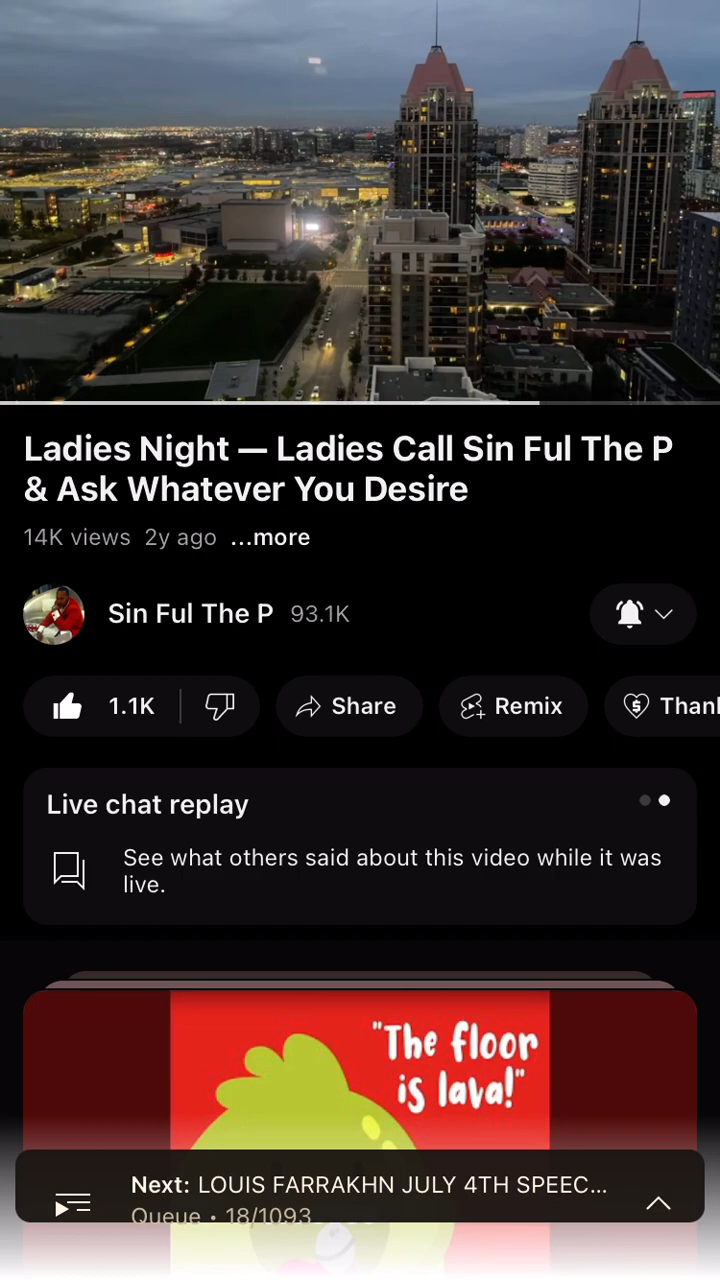 Ladies Night — Ladies Call Sin Ful The P
& Ask Whatever You Desire
14K views 2y ago ...more
Sin Ful The P 93.1K
1.1K Share Remix Thanl
Live chat replay
See what others said about this video while it was
live.
"The floor
is lava!"
Next: LOUIS FARRAKHN JULY 4TH SPEEC...
Queue • 18/1093